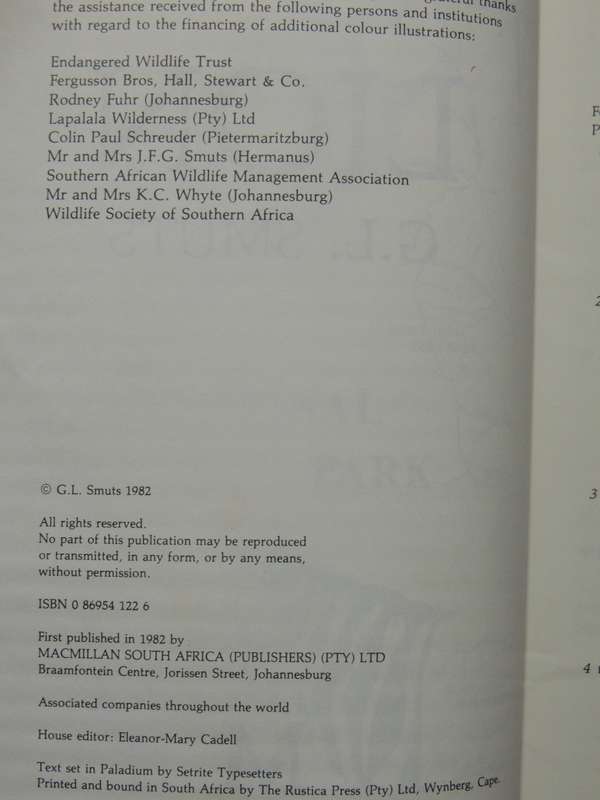 grateful thanks
the assistance received from the following persons and institutions
with regard to the financing of additional colour illustrations:
Endangered Wildlife Trust
Fergusson Bros, Hall, Stewart & Co.
Rodney Fuhr (Johannesburg)
Lapalala Wilderness (Pty) Ltd
Colin Paul Schreuder (Pietermaritzburg)
Mr and Mrs J.F.G. Smuts (Hermanus)
Southern African Wildlife Management Association
Mr and Mrs K.C. Whyte (Johannesburg)
Wildlife Society of Southern Africa
© G.L. Smuts 1982
All rights reserved.
No part of this publication may be reproduced
or transmitted, in any form, or by any means,
without permission.
ISBN 0 86954 122 6
First published in 1982 by
MACMILLAN SOUTH AFRICA (PUBLISHERS) (PTY) LTD
Braamfontein Centre, Jorissen Street, Johannesburg
Associated companies throughout the world
House editor: Eleanor-Mary Cadell
Text set in Paladium by Setrite Typesetters
Printed and bound in South Africa by The Rustica Press (Pty) Ltd, Wynberg, Cape.
2
3
4